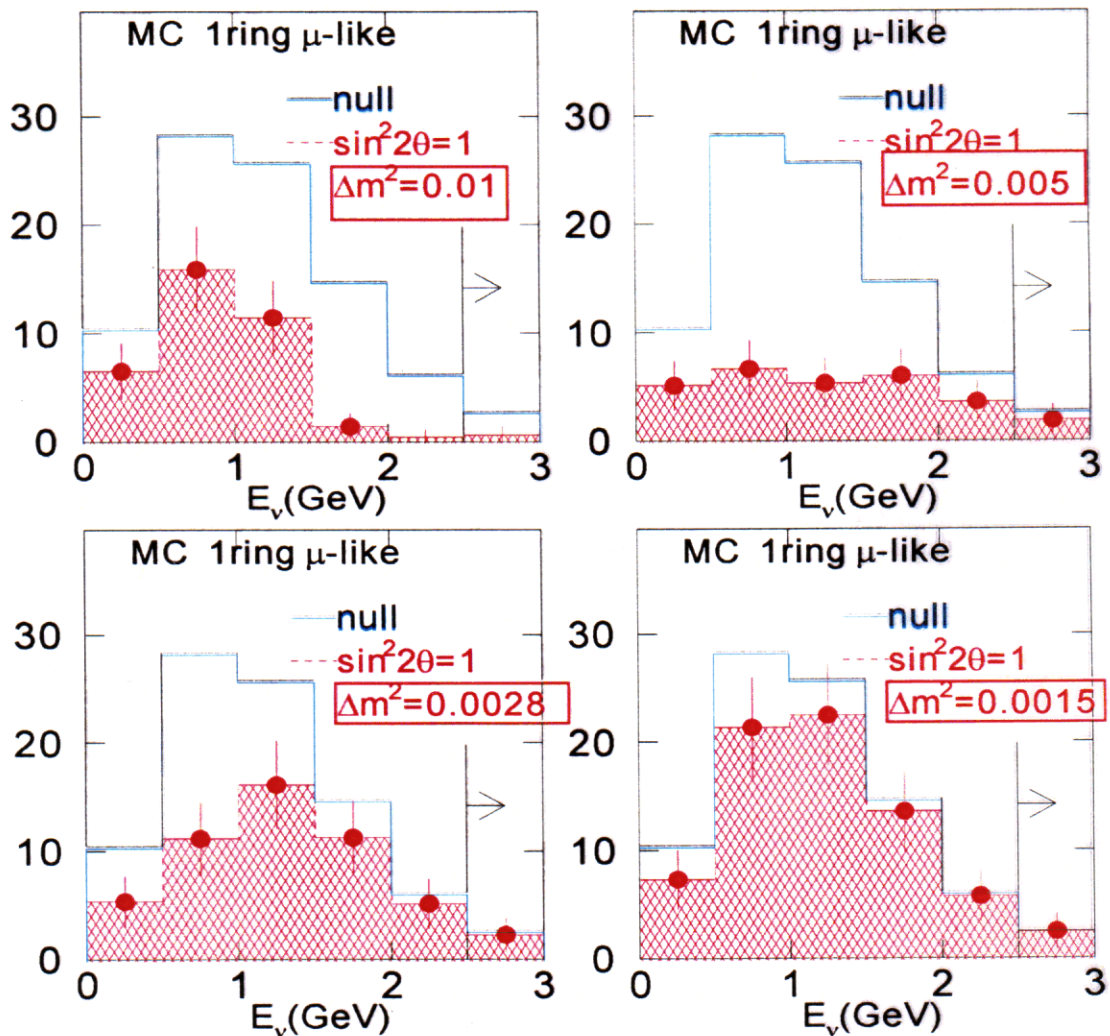 MC 1ring μ-like
null
sin²2θ=1
Δm²=0.01
30
20
10
0
0 1 2 3
Eν(GeV)
MC 1ring μ-like
null
sin²2θ=1
Δm²=0.005
30
20
10
0
0 1 2 3
Eν(GeV)
MC 1ring μ-like
null
sin²2θ=1
Δm²=0.0028
30
20
10
0
0 1 2 3
Eν(GeV)
MC 1ring μ-like
null
sin²2θ=1
Δm²=0.0015
30
20
10
0
0 1 2 3
Eν(GeV)